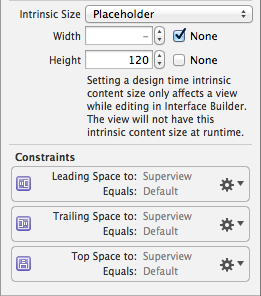 Intrinsic Size Placeholder
Width – None
Height 120 None
Setting a design time intrinsic
content size only affects a view
while editing in Interface Builder.
The view will not have this
intrinsic content size at runtime.
Constraints
Leading Space to: Superview
Equals: Default
Trailing Space to: Superview
Equals: Default
Top Space to: Superview
Equals: Default